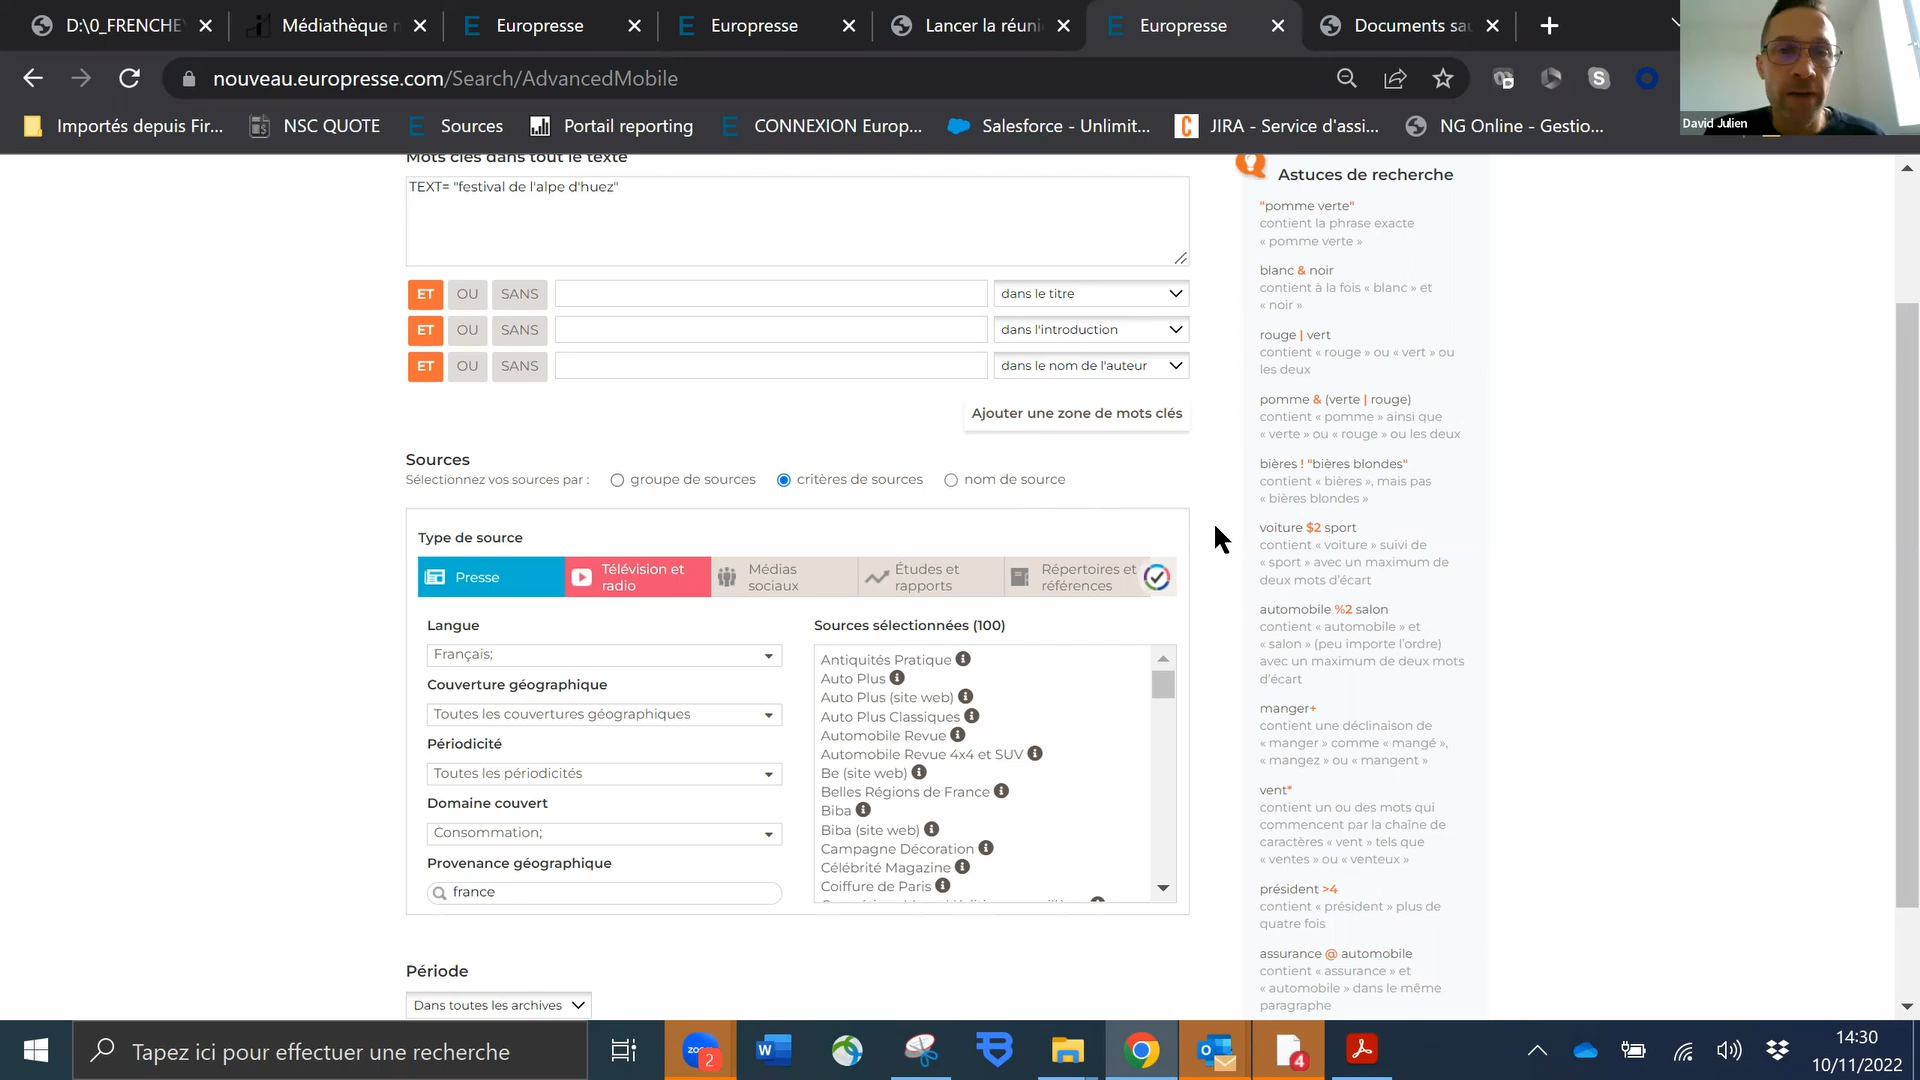 D:\0_FRENCHE
Médiathèque n
Europresse
Europresse
Lancer la réuni
Europresse
Documents sau
nouveau.europresse.com/Search/AdvancedMobile
Importés depuis Fir...
NSC QUOTE
Sources
Portail reporting
CONNEXION Europ...
Salesforce - Unlimit...
JIRA - Service d'assi...
NG Online - Gestio...
David Julien
Mots clés dans tout le texte
TEXT= "festival de l'alpe d'huez"
ET OU SANS dans le titre
ET OU SANS dans l'introduction
ET OU SANS dans le nom de l'auteur
Ajouter une zone de mots clés
Sources
Sélectionnez vos sources par : groupe de sources critères de sources nom de source
Type de source
Presse
Télévision et
radio
Médias
sociaux
Études et
rapports
Répertoires et
références
Langue
Français;
Couverture géographique
Toutes les couvertures géographiques
Périodicité
Toutes les périodicités
Domaine couvert
Consommation;
Provenance géographique
france
Sources sélectionnées (100)
Antiquités Pratique
Auto Plus
Auto Plus (site web)
Auto Plus Classiques
Automobile Revue
Automobile Revue 4x4 et SUV
Be (site web)
Belles Régions de France
Biba
Biba (site web)
Campagne Décoration
Célébrité Magazine
Coiffure de Paris
Période
Dans toutes les archives
Astuces de recherche
"pomme verte"
contient la phrase exacte
« pomme verte »
blanc & noir
contient à la fois « blanc » et
« noir »
rouge | vert
contient « rouge » ou « vert » ou
les deux
pomme & (verte | rouge)
contient « pomme » ainsi que
« verte » ou « rouge » ou les deux
bières ! "bières blondes"
contient « bières », mais pas
« bières blondes »
voiture $2 sport
contient « voiture » suivi de
« sport » avec un maximum de
deux mots d'écart
automobile %2 salon
contient « automobile » et
« salon » (peu importe l'ordre)
avec un maximum de deux mots
d'écart
manger+
contient une déclinaison de
« manger » comme « mangé »,
« mangez » ou « mangent »
vent*
contient un ou des mots qui
commencent par la chaîne de
caractères « vent » tels que
« ventes » ou « venteux »
président >4
contient « président » plus de
quatre fois
assurance @ automobile
contient « assurance » et
« automobile » dans le même
paragraphe
Tapez ici pour effectuer une recherche
2
4
14:30
10/11/2022